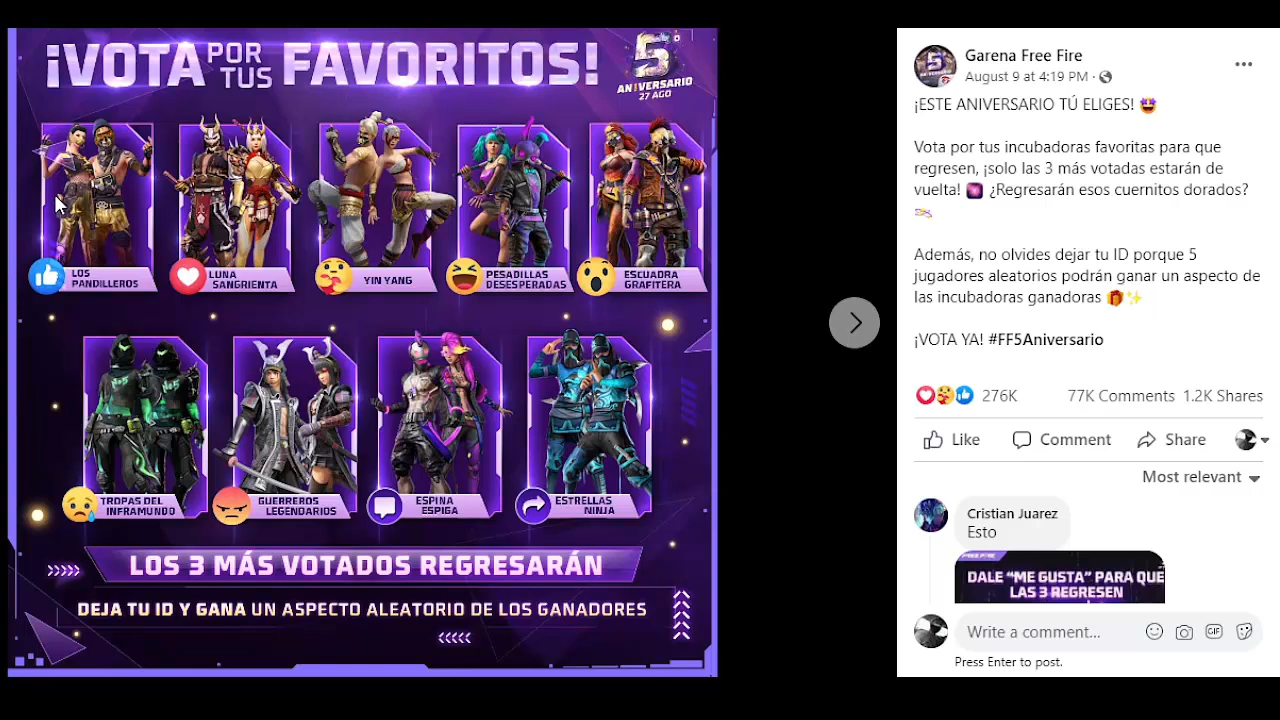 ¡VOTA POR TUS FAVORITOS!
5°
ANIVERSARIO
27 AGO
LOS PANDILLEROS
LUNA SANGRIENTA
YIN YANG
PESADILLAS DESESPERADAS
ESCUADRA GRAFITERA
TROPAS DEL INFRAMUNDO
GUERREROS LEGENDARIOS
ESPINA ESPIGA
ESTRELLAS NINJA
LOS 3 MÁS VOTADOS REGRESARÁN
DEJA TU ID Y GANA UN ASPECTO ALEATORIO DE LOS GANADORES
Garena Free Fire
August 9 at 4:19 PM ·
¡ESTE ANIVERSARIO TÚ ELIGES! 🤩
Vota por tus incubadoras favoritas para que
regresen, ¡solo las 3 más votadas estarán de
vuelta! 🎆 ¿Regresarán esos cuernitos dorados?
Además, no olvides dejar tu ID porque 5
jugadores aleatorios podrán ganar un aspecto de
las incubadoras ganadoras 🎁✨
¡VOTA YA! #FF5Aniversario
276K 77K Comments 1.2K Shares
Like Comment Share
Most relevant
Cristian Juarez
Esto
FREE FIRE
DALE "ME GUSTA" PARA QUE
LAS 3 REGRESEN
Write a comment...
GIF
Press Enter to post.